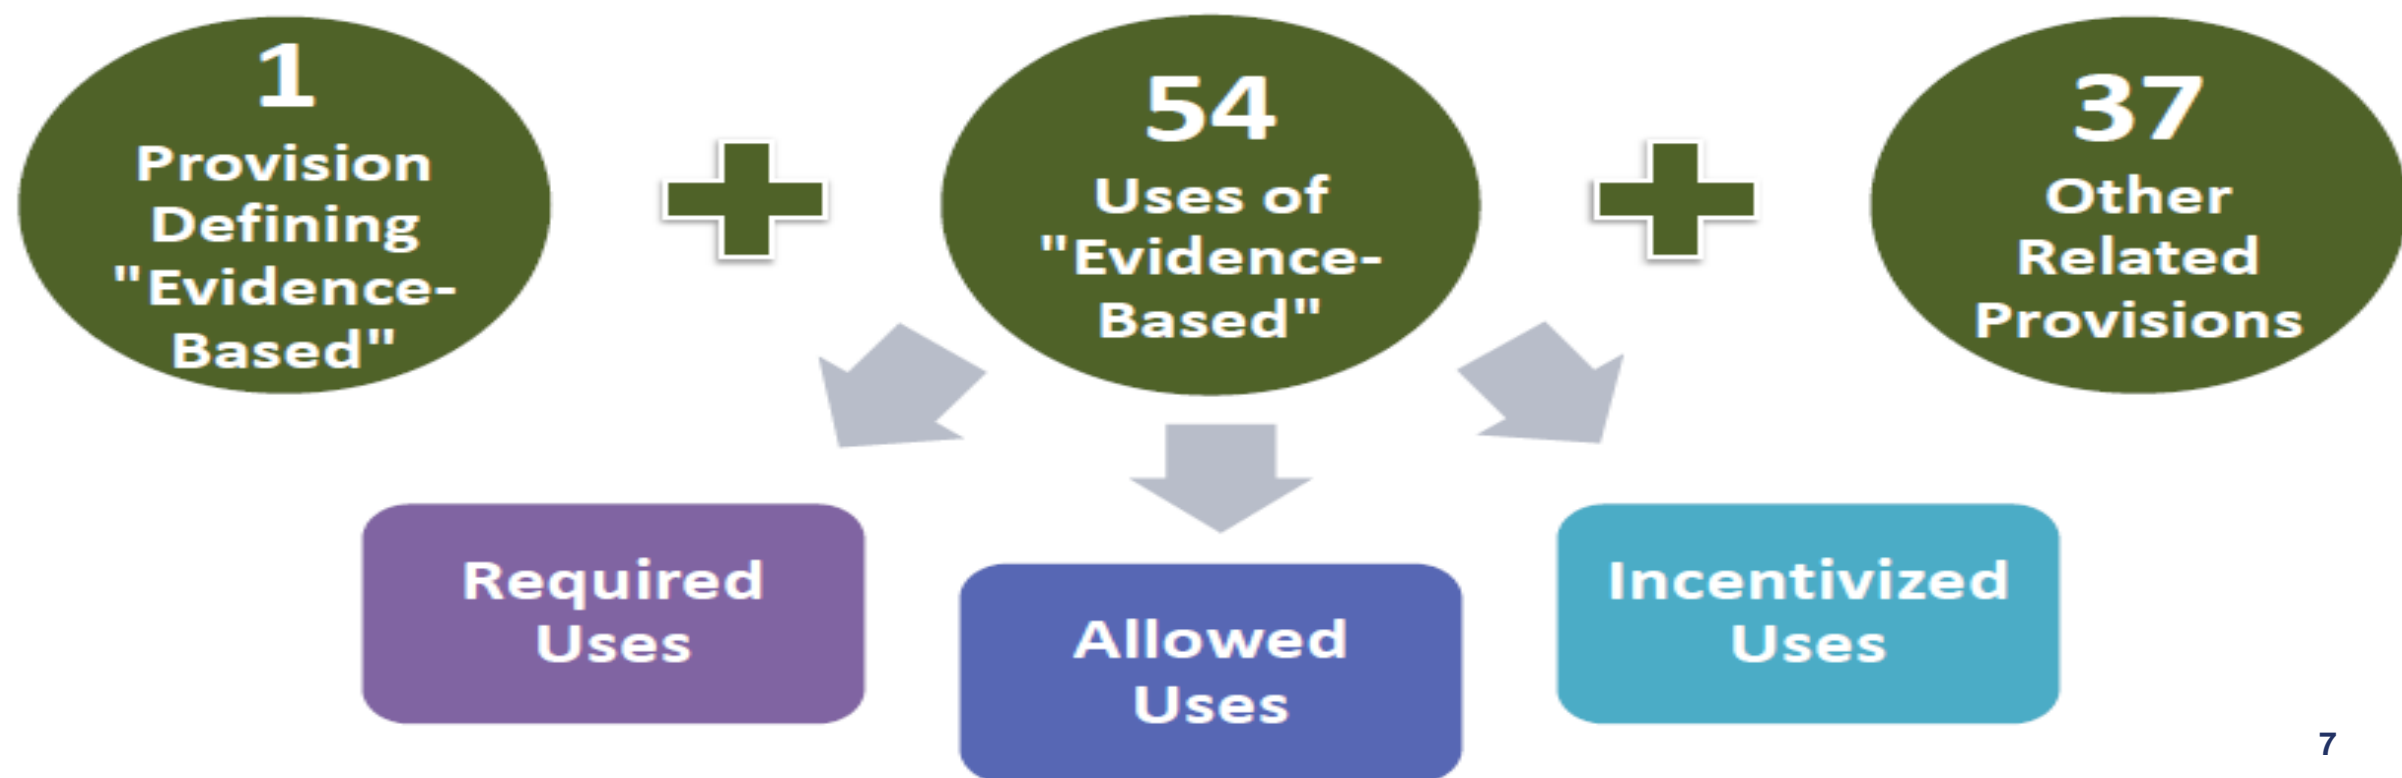 1
Provision
Defining
"Evidence-
Based"
54
Uses of
"Evidence-
Based"
37
Other
Related
Provisions
Required
Uses
Allowed
Uses
Incentivized
Uses
7